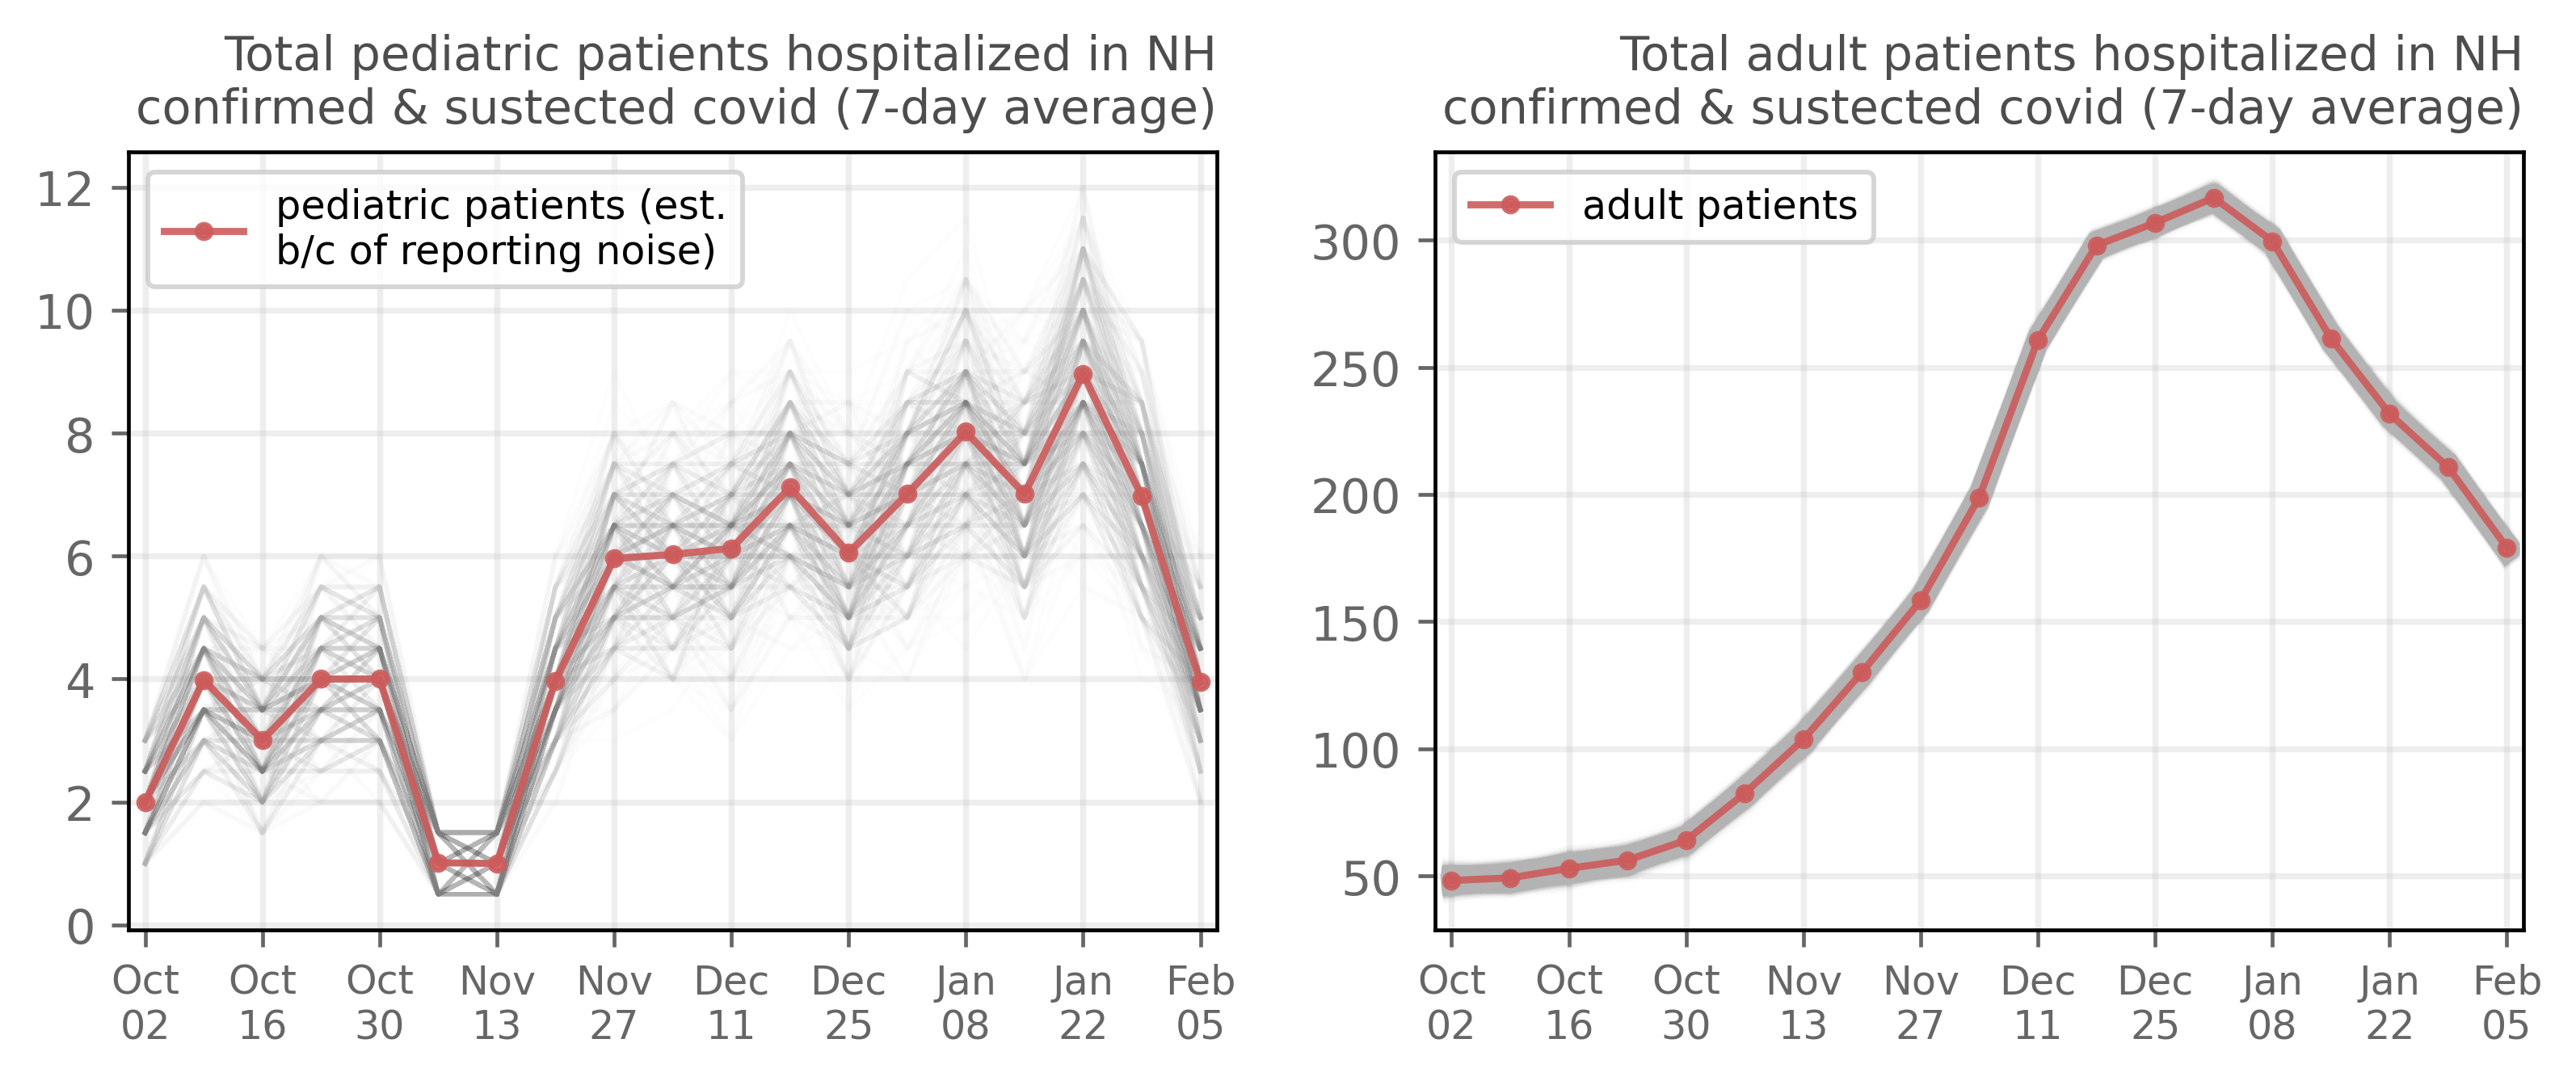 Total pediatric patients hospitalized in NH
confirmed & sustected covid (7-day average)
pediatric patients (est.
b/c of reporting noise)
12
10
8
6
4
2
0
Oct Oct Oct Nov Nov Dec Dec Jan Jan Feb
02 16 30 13 27 11 25 08 22 05
Total adult patients hospitalized in NH
confirmed & sustected covid (7-day average)
adult patients
300
250
200
150
100
50
Oct Oct Oct Nov Nov Dec Dec Jan Jan Feb
02 16 30 13 27 11 25 08 22 05